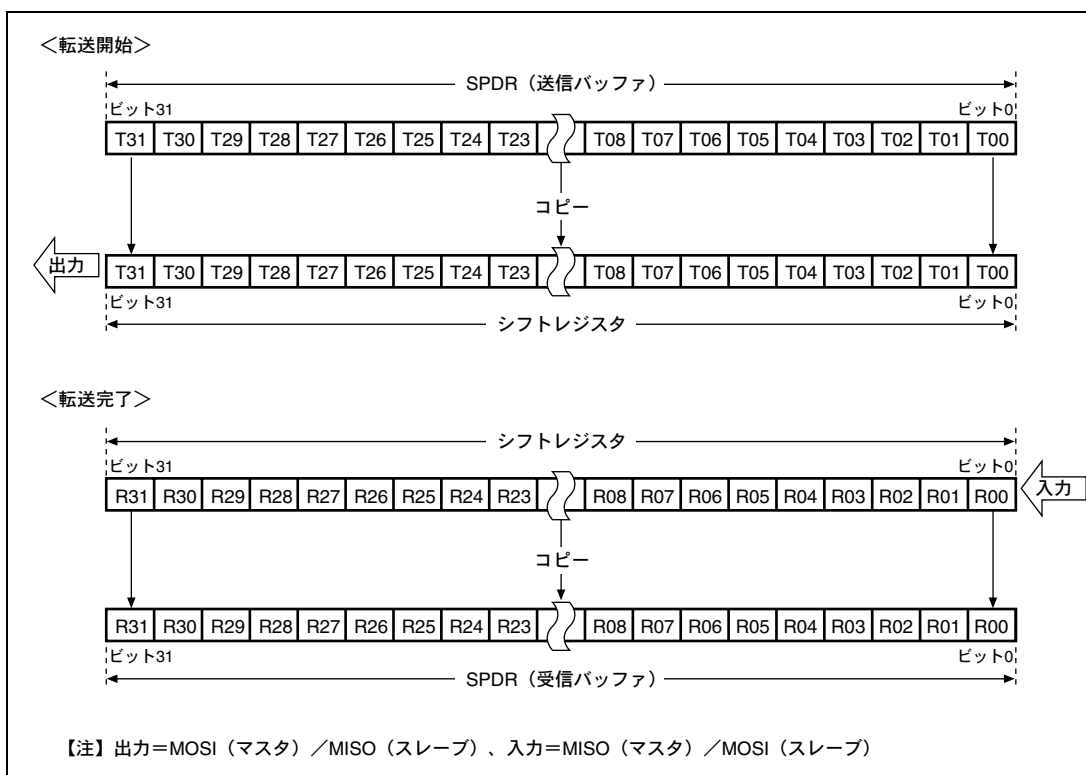 ＜転送開始＞
SPDR（送信バッファ）
ビット31 ビット0
T31 T30 T29 T28 T27 T26 T25 T24 T23 T08 T07 T06 T05 T04 T03 T02 T01 T00
コピー
出力
T31 T30 T29 T28 T27 T26 T25 T24 T23 T08 T07 T06 T05 T04 T03 T02 T01 T00
ビット31 ビット0
シフトレジスタ
＜転送完了＞
シフトレジスタ
ビット31 ビット0
R31 R30 R29 R28 R27 R26 R25 R24 R23 R08 R07 R06 R05 R04 R03 R02 R01 R00
入力
コピー
R31 R30 R29 R28 R27 R26 R25 R24 R23 R08 R07 R06 R05 R04 R03 R02 R01 R00
ビット31 ビット0
SPDR（受信バッファ）
【注】出力＝MOSI（マスタ）／MISO（スレーブ）、入力＝MISO（マスタ）／MOSI（スレーブ）